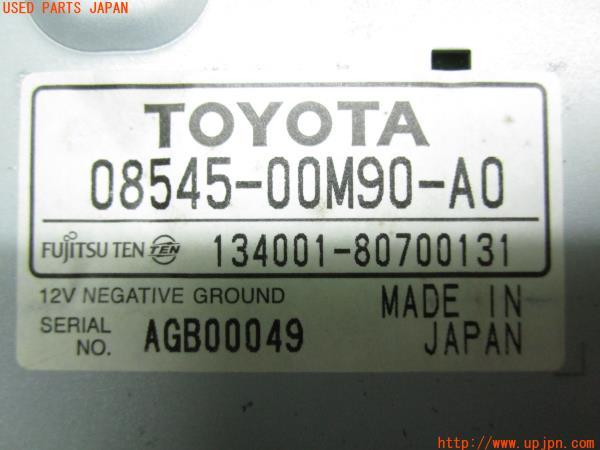 USED PARTS JAPAN
TOYOTA
08545-00M90-A0
FUJITSU TEN TEN 134001-80700131
12V NEGATIVE GROUND
MADE IN JAPAN
SERIAL NO. AGB00049
http://www.upjpn.com/